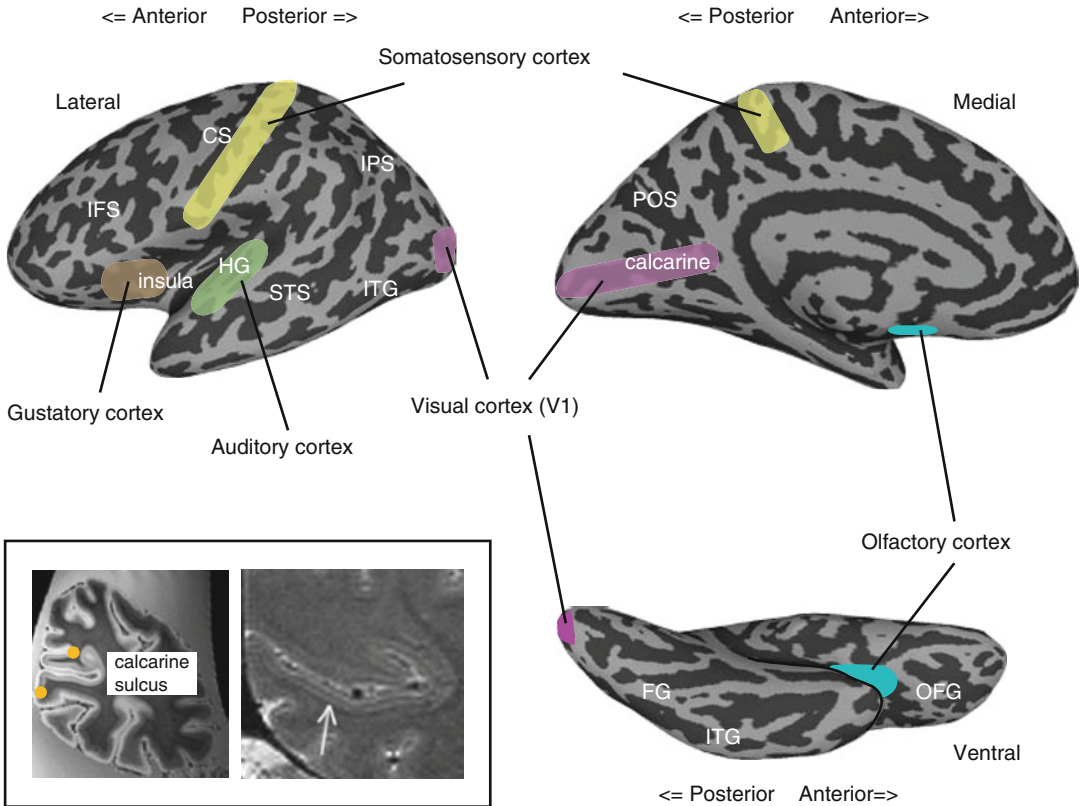 <= Anterior Posterior =>
<= Posterior Anterior=>
Somatosensory cortex
Lateral
Medial
CS
IPS
IFS
POS
HG
insula
STS
ITG
calcarine
Gustatory cortex
Visual cortex (V1)
Auditory cortex
Olfactory cortex
calcarine
sulcus
FG
OFG
ITG
Ventral
<= Posterior Anterior=>